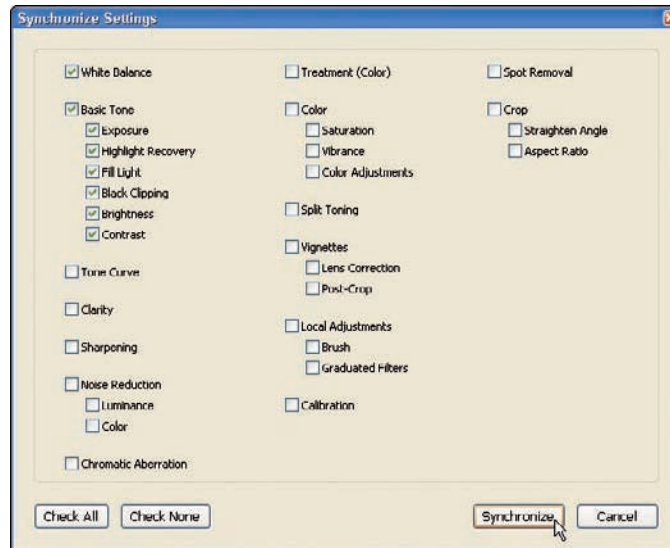 Synchronize Settings
White Balance
Basic Tone
Exposure
Highlight Recovery
Fill Light
Black Clipping
Brightness
Contrast
Tone Curve
Clarity
Sharpening
Noise Reduction
Luminance
Color
Chromatic Aberration
Treatment (Color)
Color
Saturation
Vibrance
Color Adjustments
Split Toning
Vignettes
Lens Correction
Post-Crop
Local Adjustments
Brush
Graduated Filters
Calibration
Spot Removal
Crop
Straighten Angle
Aspect Ratio
Check All
Check None
Synchronize
Cancel